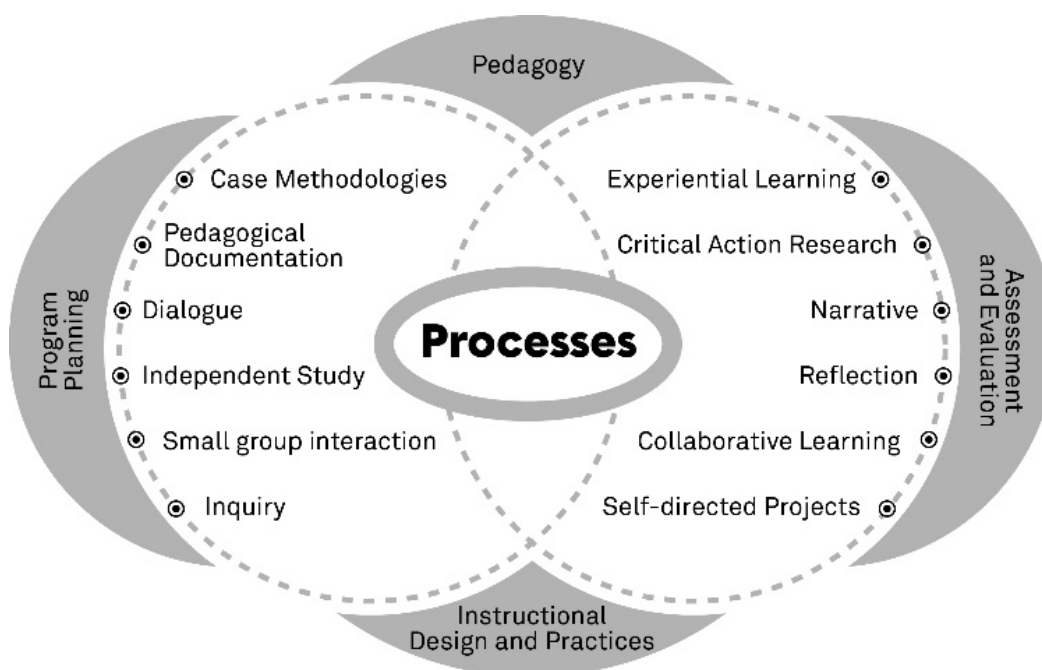 Pedagogy
Program
Planning
Case Methodologies
Pedagogical
Documentation
Dialogue
Independent Study
Small group interaction
Inquiry
Processes
Experiential Learning
Critical Action Research
Narrative
Reflection
Collaborative Learning
Self-directed Projects
Assessment
and Evaluation
Instructional
Design and Practices